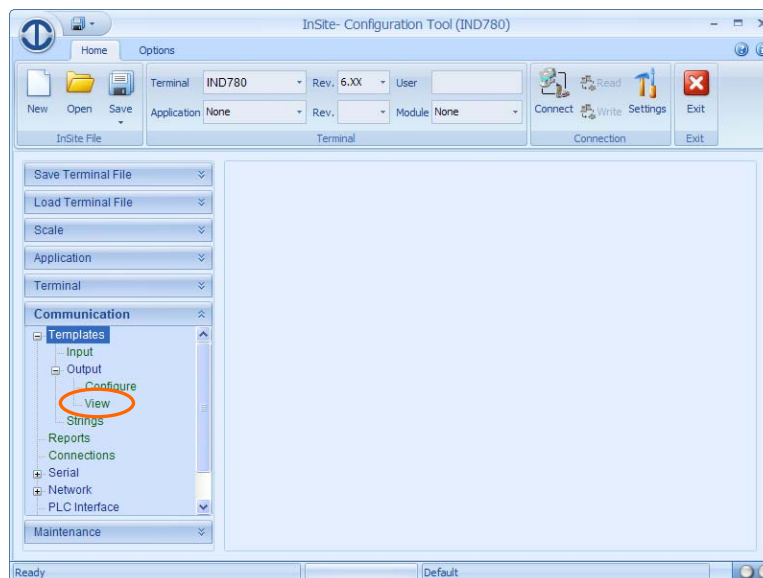 InSite- Configuration Tool (IND780)
Home Options
New Open Save
InSite File
Terminal IND780 Rev. 6.XX User
Application None Rev. Module None
Terminal
Connect Read Write Settings
Connection
Exit
Exit
Save Terminal File
Load Terminal File
Scale
Application
Terminal
Communication
Templates
Input
Output
Configure
View
Strings
Reports
Connections
Serial
Network
PLC Interface
Maintenance
Ready Default